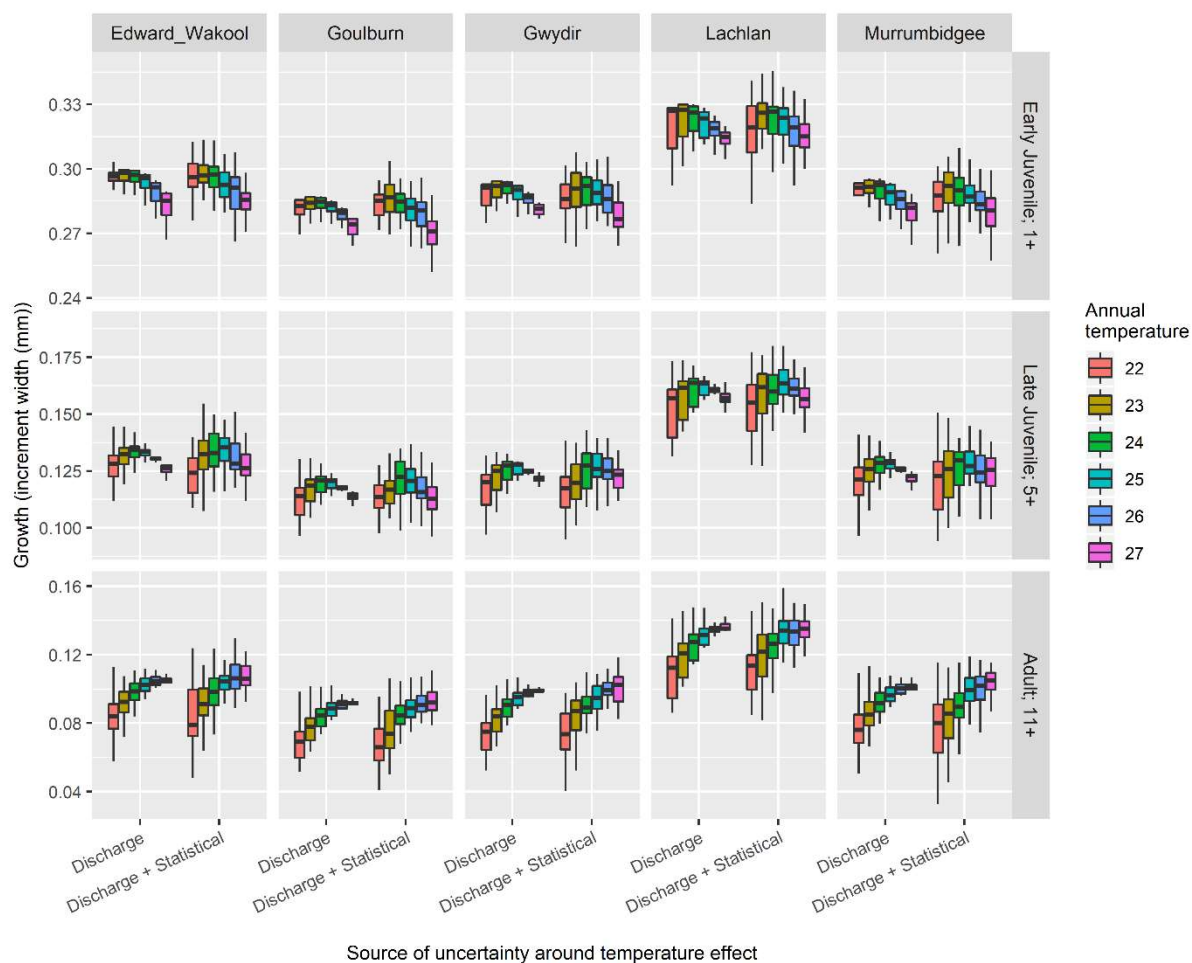 Edward_Wakool
Goulburn
Gwydir
Lachlan
Murrumbidgee
0.33
0.30
0.27
0.24
Early Juvenile; 1+
Growth (increment width (mm))
0.175
0.150
0.125
0.100
Late Juvenile; 5+
0.16
0.12
0.08
0.04
Adult; 11+
Annual
temperature
22
23
24
25
26
27
Discharge
Discharge + Statistical
Discharge
Discharge + Statistical
Discharge
Discharge + Statistical
Discharge
Discharge + Statistical
Discharge
Discharge + Statistical
Source of uncertainty around temperature effect